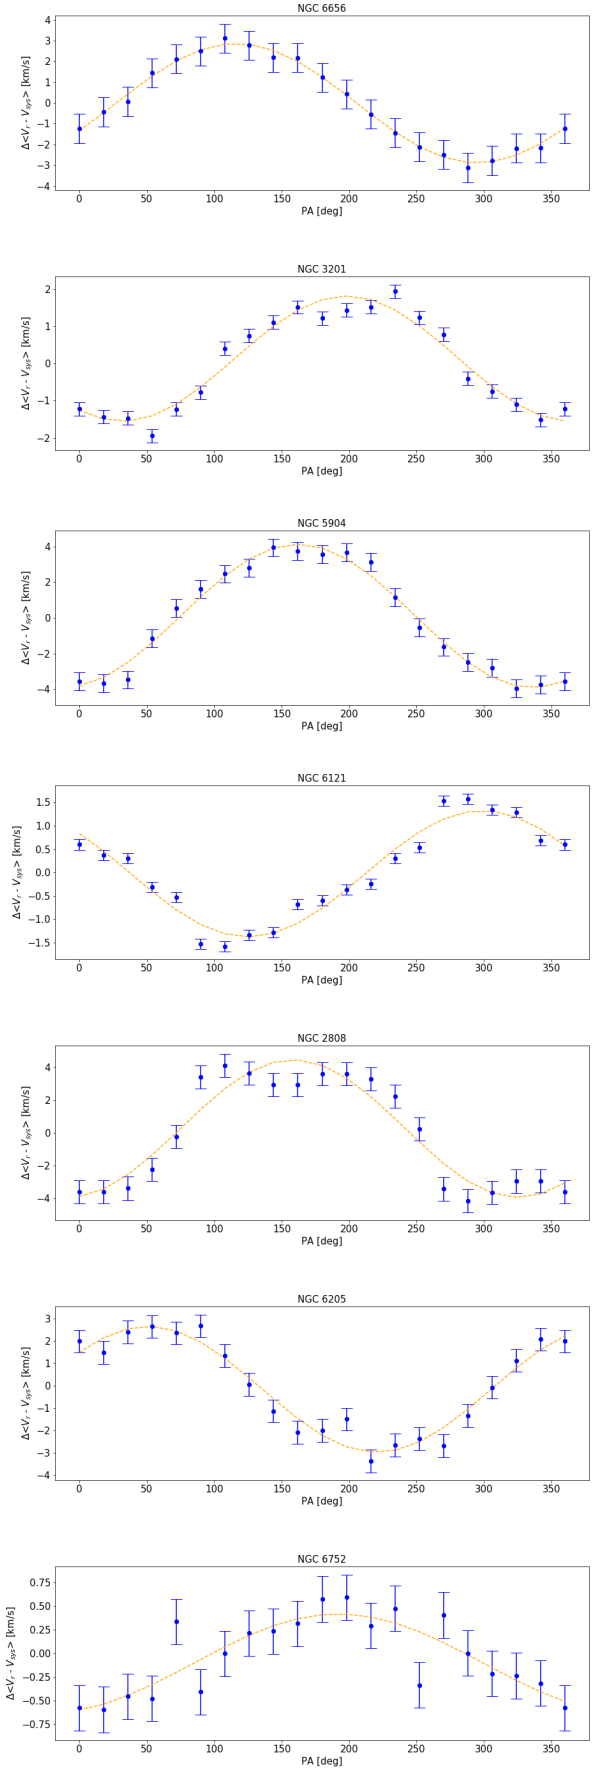 NGC 6656
Δ<V_r - V_sys> [km/s]
4
3
2
1
0
−1
−2
−3
−4
0 50 100 150 200 250 300 350
PA [deg]
NGC 3201
Δ<V_r - V_sys> [km/s]
2
1
0
−1
−2
0 50 100 150 200 250 300 350
PA [deg]
NGC 5904
Δ<V_r - V_sys> [km/s]
4
2
0
−2
−4
0 50 100 150 200 250 300 350
PA [deg]
NGC 6121
Δ<V_r - V_sys> [km/s]
1.5
1.0
0.5
0.0
−0.5
−1.0
−1.5
0 50 100 150 200 250 300 350
PA [deg]
NGC 2808
Δ<V_r - V_sys> [km/s]
4
2
0
−2
−4
0 50 100 150 200 250 300 350
PA [deg]
NGC 6205
Δ<V_r - V_sys> [km/s]
3
2
1
0
−1
−2
−3
−4
0 50 100 150 200 250 300 350
PA [deg]
NGC 6752
Δ<V_r - V_sys> [km/s]
0.75
0.50
0.25
0.00
−0.25
−0.50
−0.75
0 50 100 150 200 250 300 350
PA [deg]